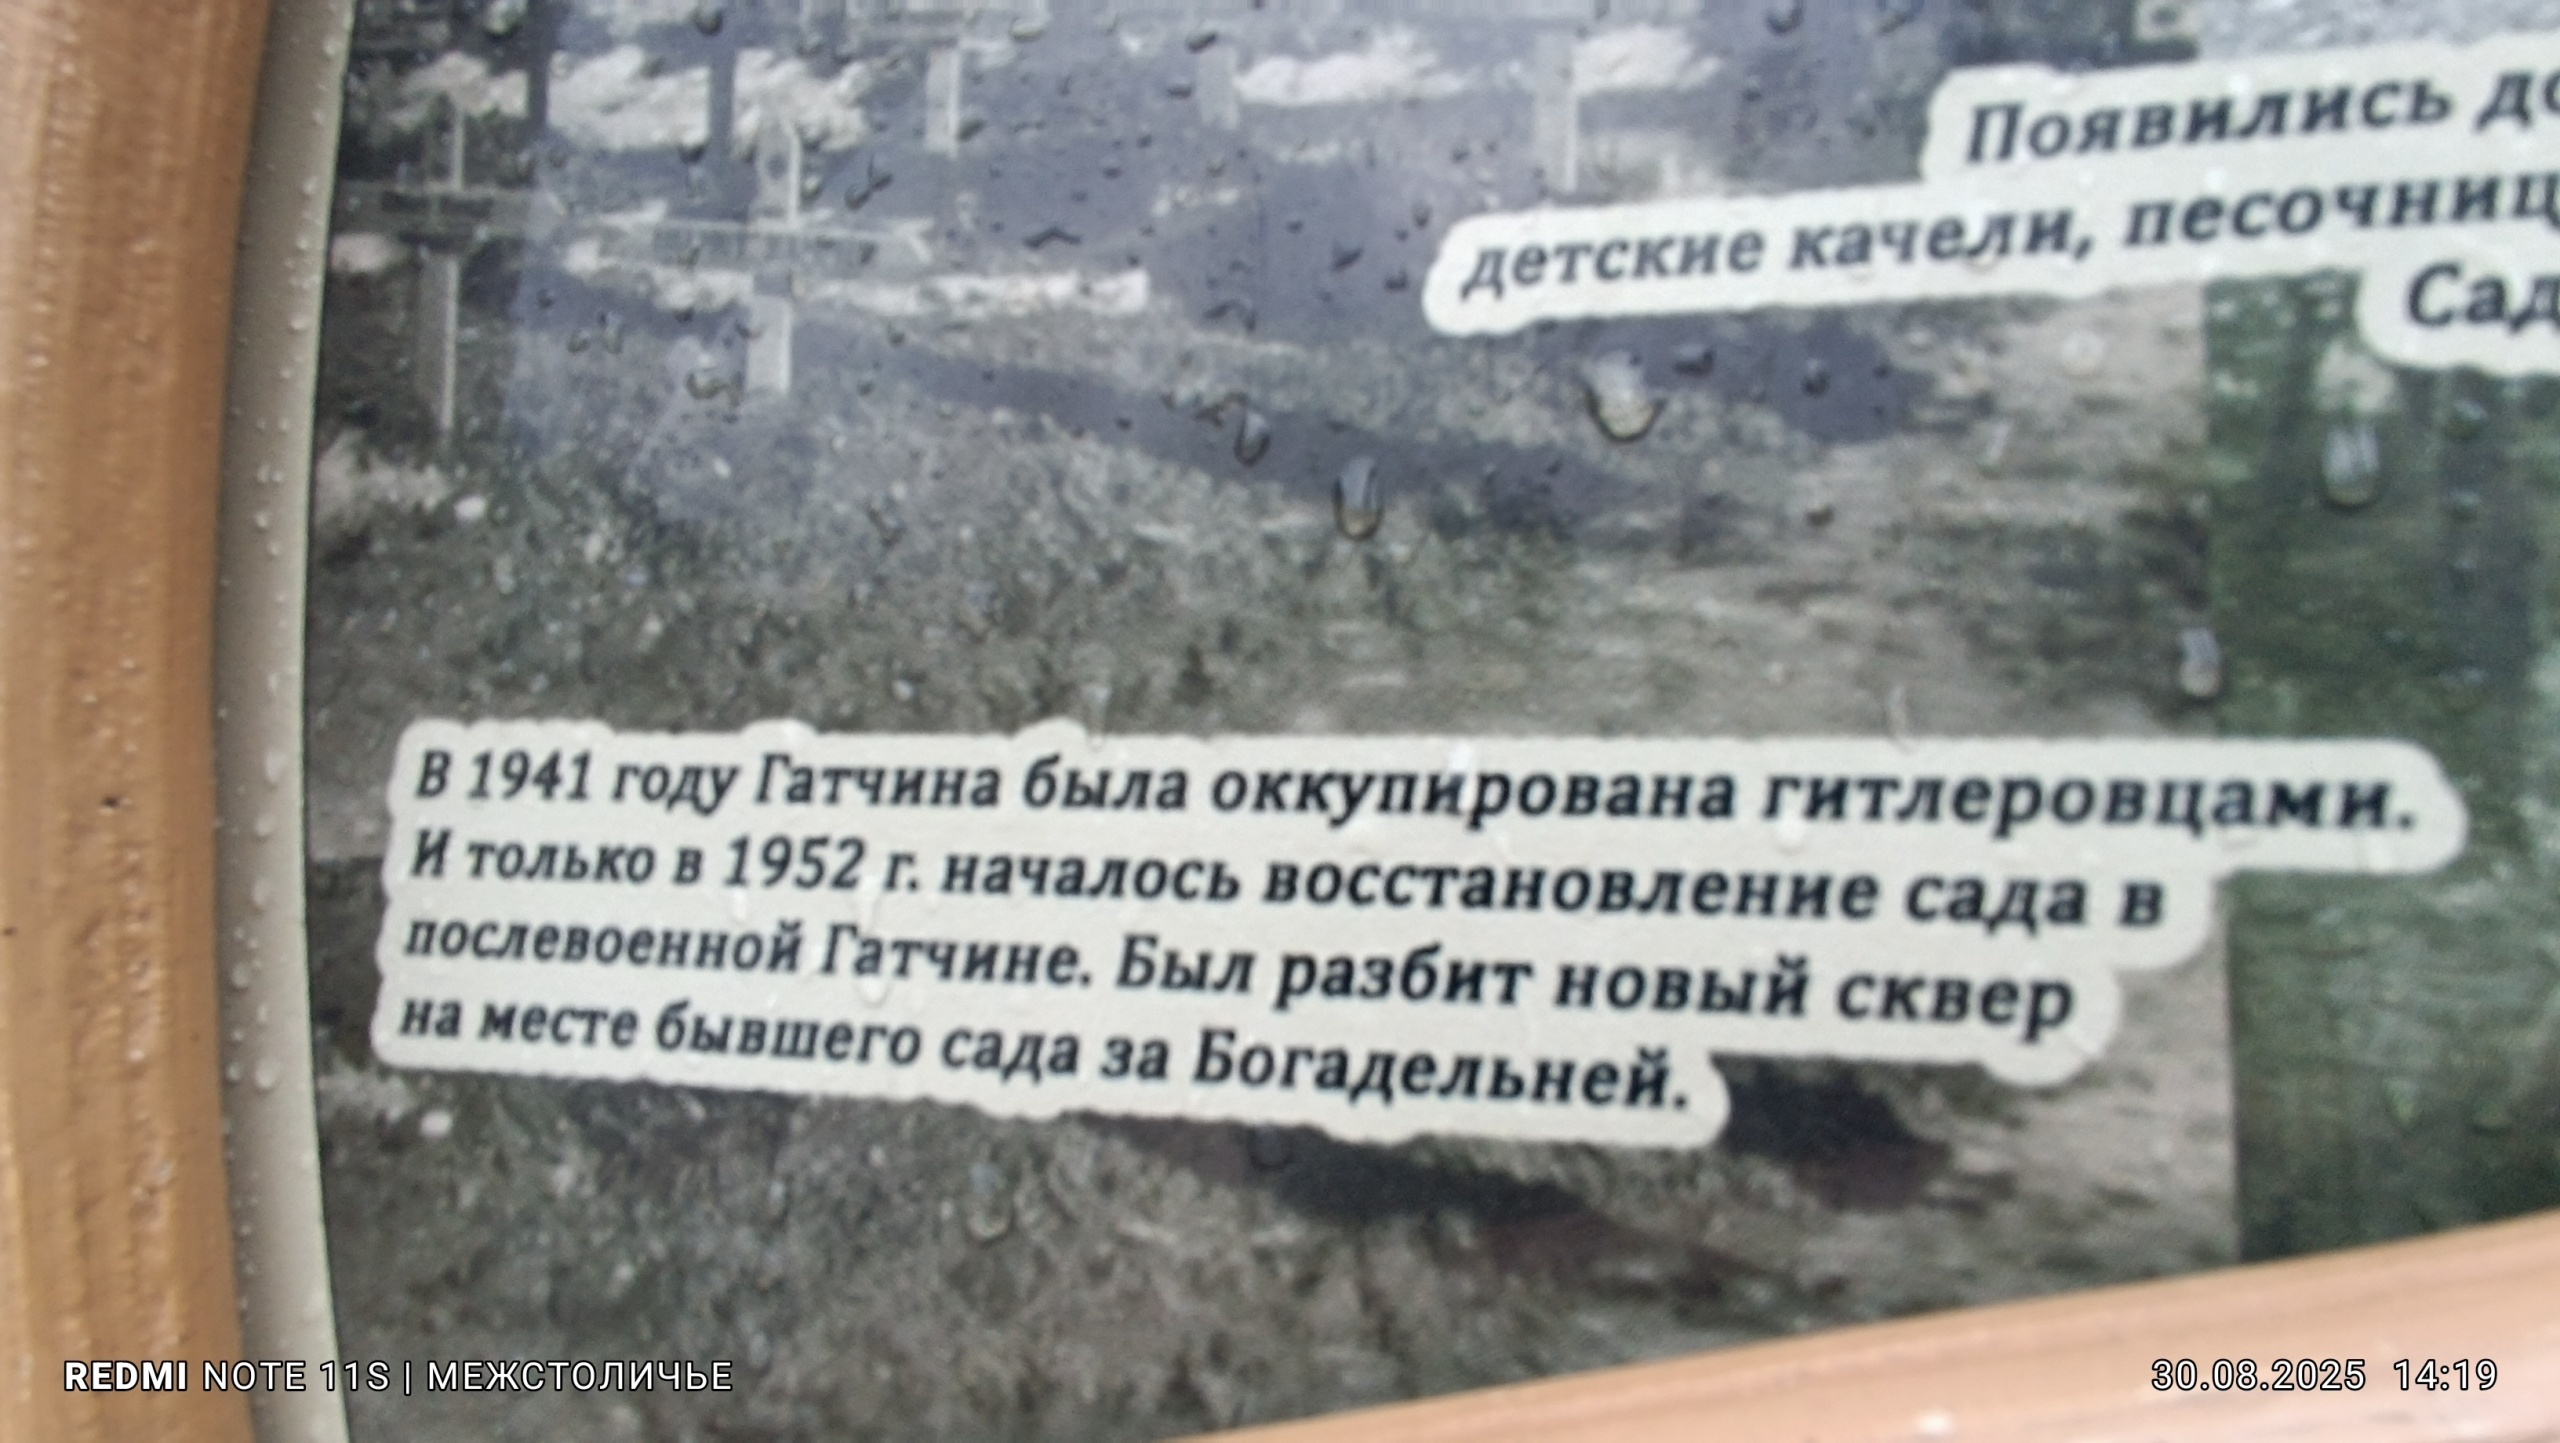 Появились
детские качели,
Сад
В 1941 году Гатчина была оккупирована гитлеровцами.
И только в 1952 г. началось восстановление сада в
послевоенной Гатчине. Был разбит новый сквер
на месте бывшего сада за Богадельней.
REDMI NOTE 11S | МЕЖСТОЛИЧЬЕ
30.08.2025 14:19